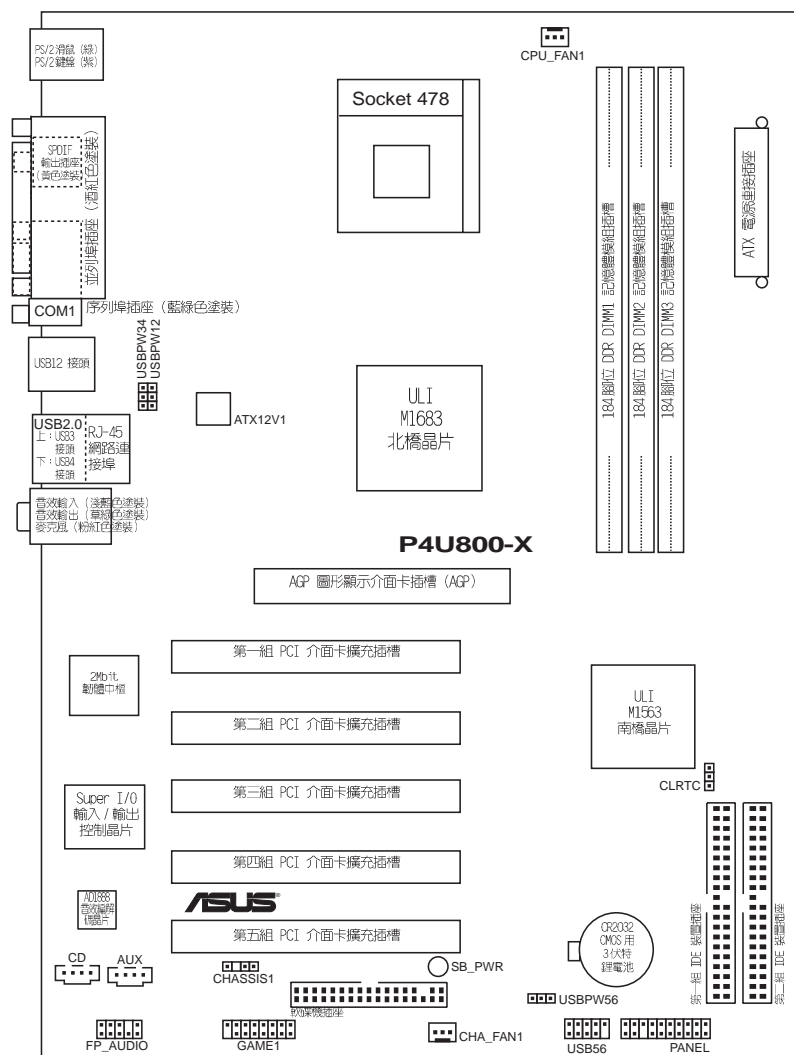 PS/2滑鼠 (綠)
PS/2鍵盤 (紫)
CPU_FAN1
Socket 478
SPDIF
輸出插座
(黃色塗裝)
並列埠插座 (酒紅色塗裝)
184 腳位 DDR DIMM1 記憶體模組插槽
184 腳位 DDR DIMM2 記憶體模組插槽
184 腳位 DDR DIMM3 記憶體模組插槽
ATX 電源連接插座
COM1
序列埠插座 (藍綠色塗裝)
USBPW34
USBPW12
USB12 接頭
ATX12V1
ULI
M1683
北橋晶片
USB2.0
上:USB3
接頭
下:USB4
接頭
RJ-45
網路連
接埠
音效輸入 (淺藍色塗裝)
音效輸出 (草綠色塗裝)
麥克風 (粉紅色塗裝)
P4U800-X
AGP 圖形顯示介面卡插槽 (AGP)
第一組 PCI 介面卡擴充插槽
2Mbit
韌體中樞
ULI
M1563
南橋晶片
第二組 PCI 介面卡擴充插槽
CLRTC
第三組 PCI 介面卡擴充插槽
Super I/O
輸入/輸出
控制晶片
第四組 PCI 介面卡擴充插槽
AD1888
音效編解
碼晶片
ASUS
第五組 PCI 介面卡擴充插槽
CR2032
CMOS 用
3 伏特
鋰電池
第一組 IDE 裝置插座
第二組 IDE 裝置插座
CD
AUX
CHASSIS1
SB_PWR
軟碟機插座
USBPW56
FP_AUDIO
GAME1
CHA_FAN1
USB56
PANEL